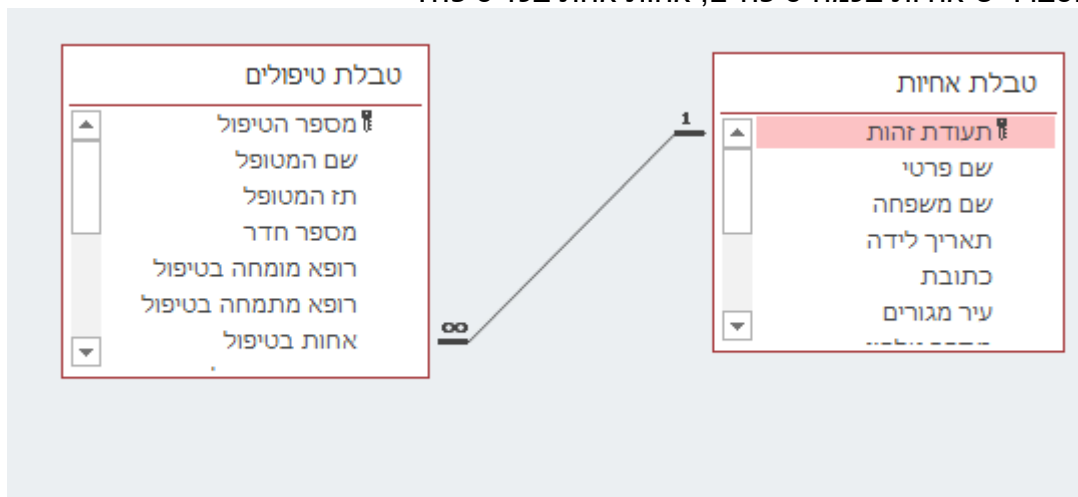 טבלת אחיות
תעודת זהות
שם פרטי
שם משפחה
תאריך לידה
כתובת
עיר מגורים
1
∞
טבלת טיפולים
מספר הטיפול
שם המטופל
תז המטופל
מספר חדר
רופא מומחה בטיפול
רופא מתמחה בטיפול
אחות בטיפול